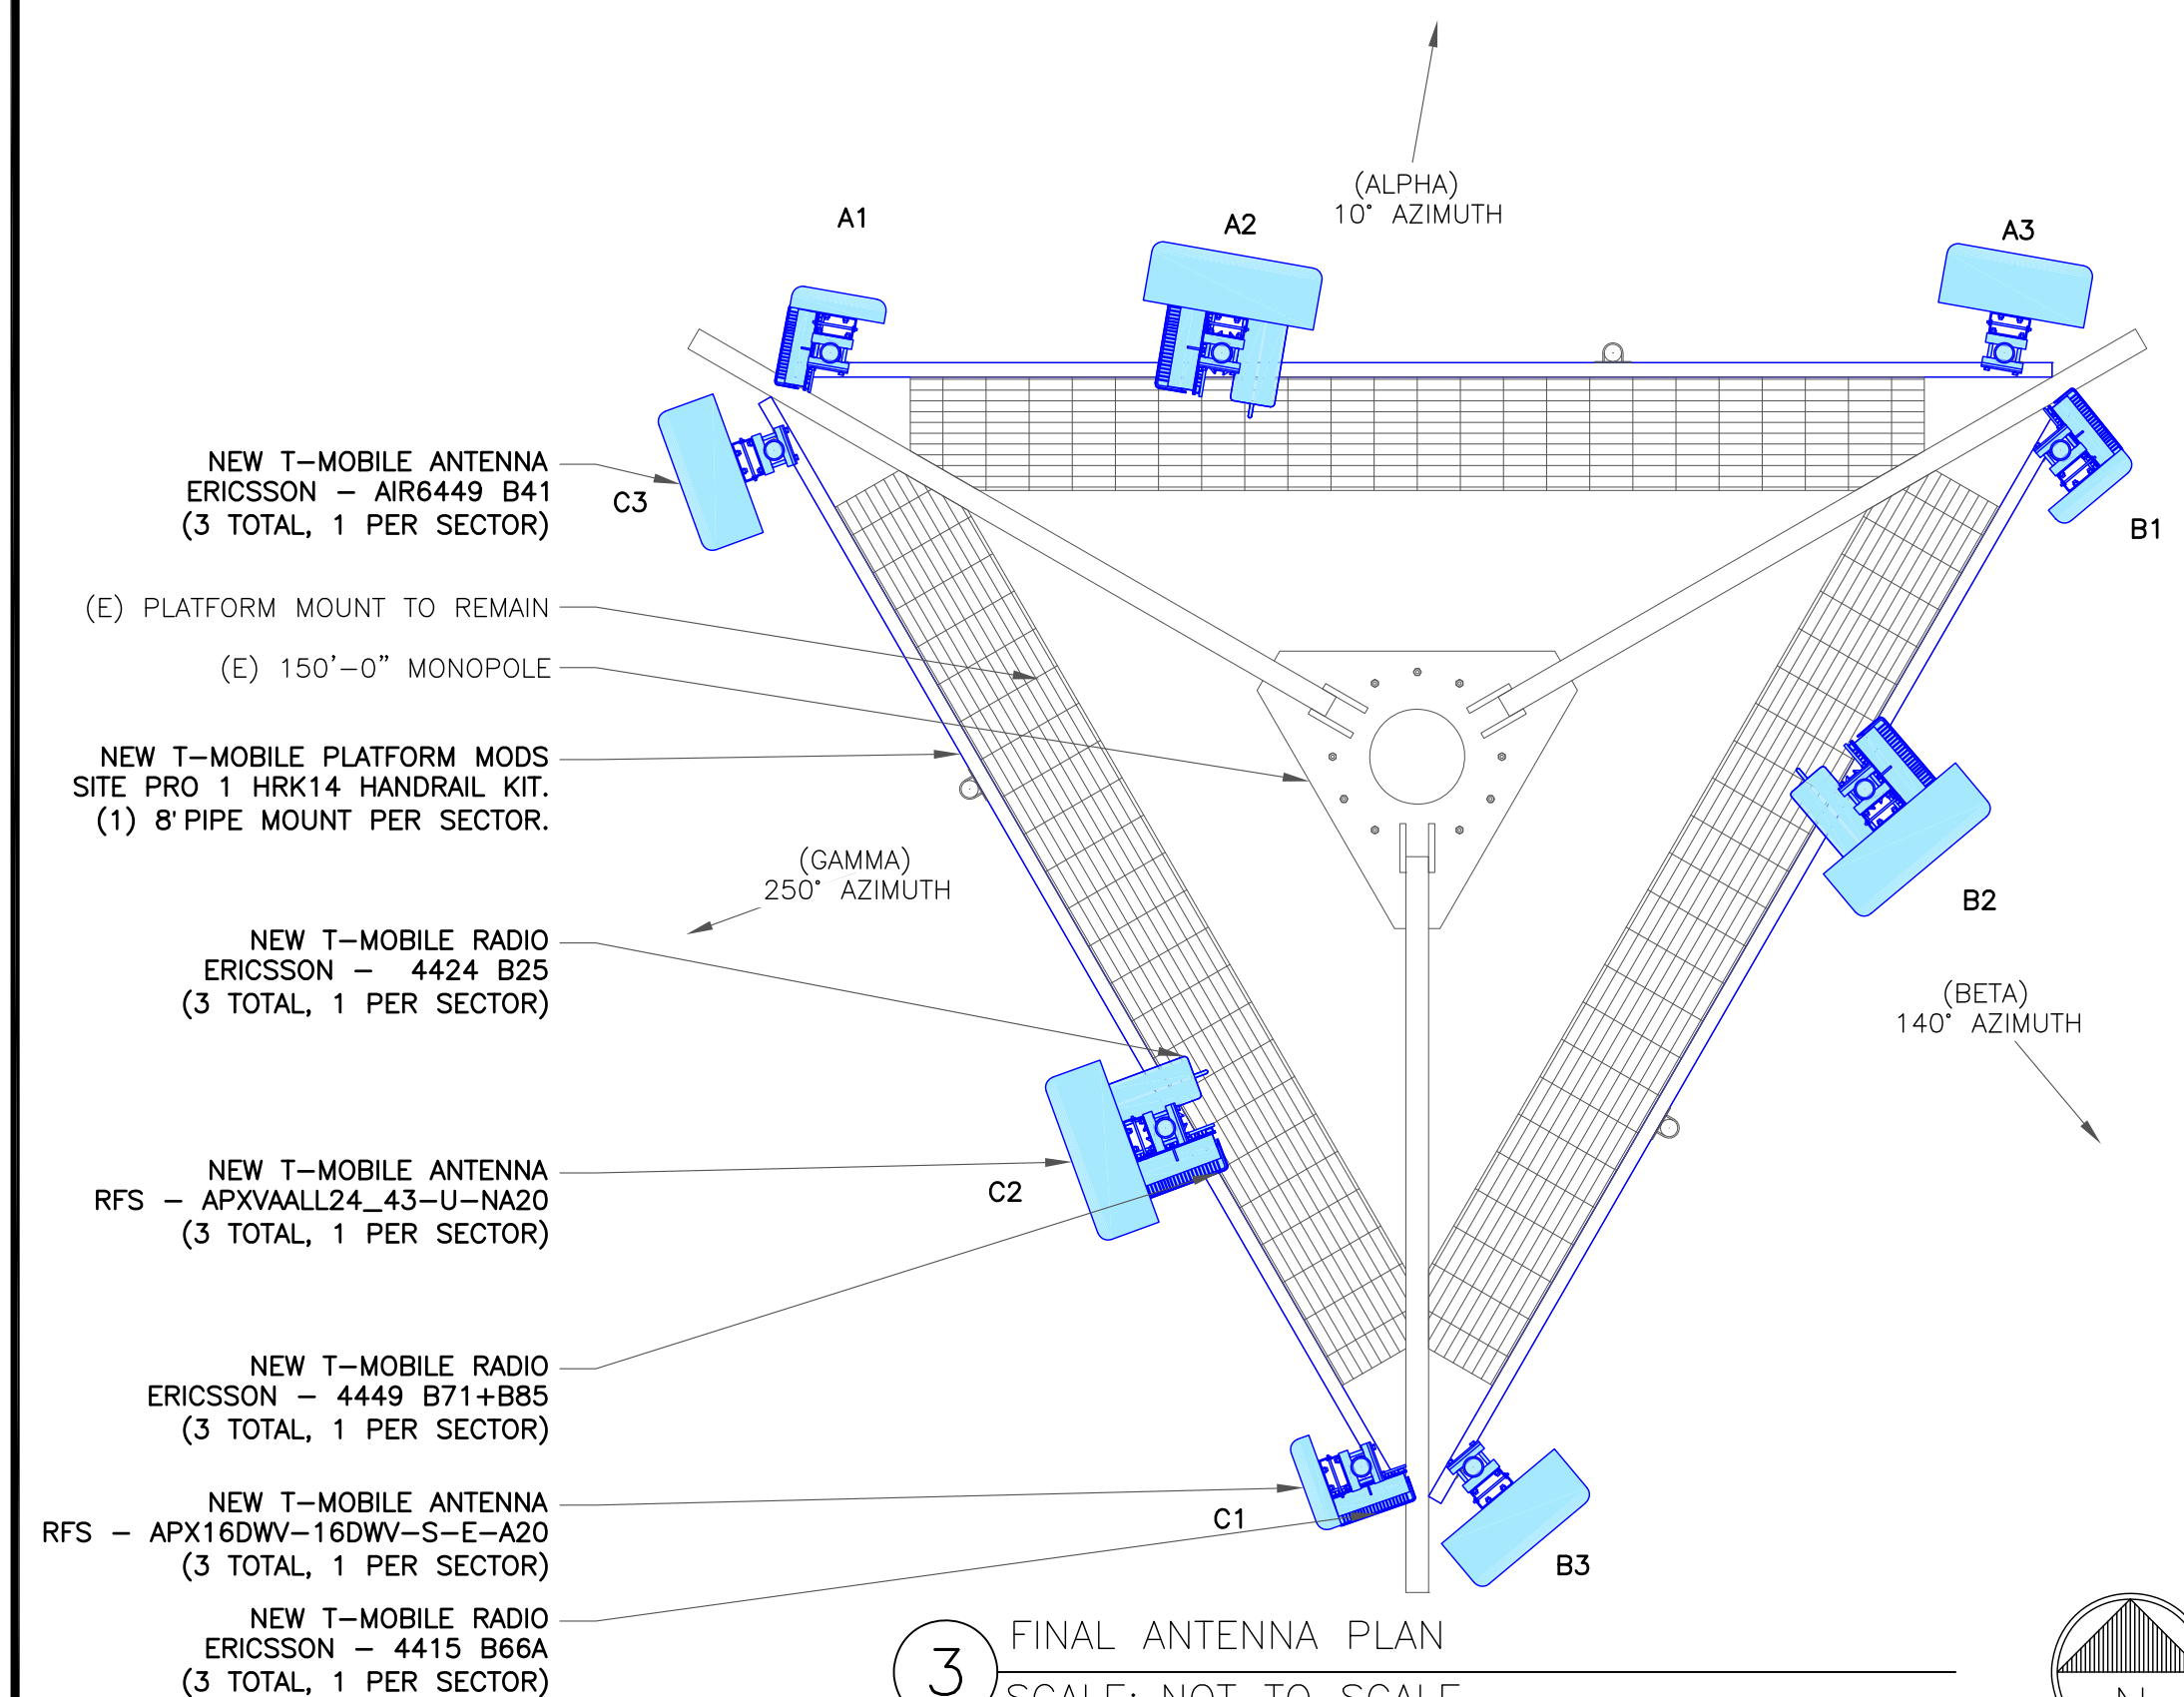 (ALPHA)
10° AZIMUTH
A1
A2
A3
NEW T-MOBILE ANTENNA
ERICSSON - AIR6449 B41
(3 TOTAL, 1 PER SECTOR)
C3
B1
(E) PLATFORM MOUNT TO REMAIN
(E) 150'-0" MONOPOLE
NEW T-MOBILE PLATFORM MODS
SITE PRO 1 HRK14 HANDRAIL KIT.
(1) 8' PIPE MOUNT PER SECTOR.
(GAMMA)
250° AZIMUTH
B2
NEW T-MOBILE RADIO
ERICSSON - 4424 B25
(3 TOTAL, 1 PER SECTOR)
(BETA)
140° AZIMUTH
NEW T-MOBILE ANTENNA
RFS - APXVAALL24_43-U-NA20
(3 TOTAL, 1 PER SECTOR)
C2
NEW T-MOBILE RADIO
ERICSSON - 4449 B71+B85
(3 TOTAL, 1 PER SECTOR)
NEW T-MOBILE ANTENNA
RFS - APX16DWV-16DWV-S-E-A20
(3 TOTAL, 1 PER SECTOR)
C1
B3
NEW T-MOBILE RADIO
ERICSSON - 4415 B66A
(3 TOTAL, 1 PER SECTOR)
3
FINAL ANTENNA PLAN
SCALE: NOT TO SCALE
N